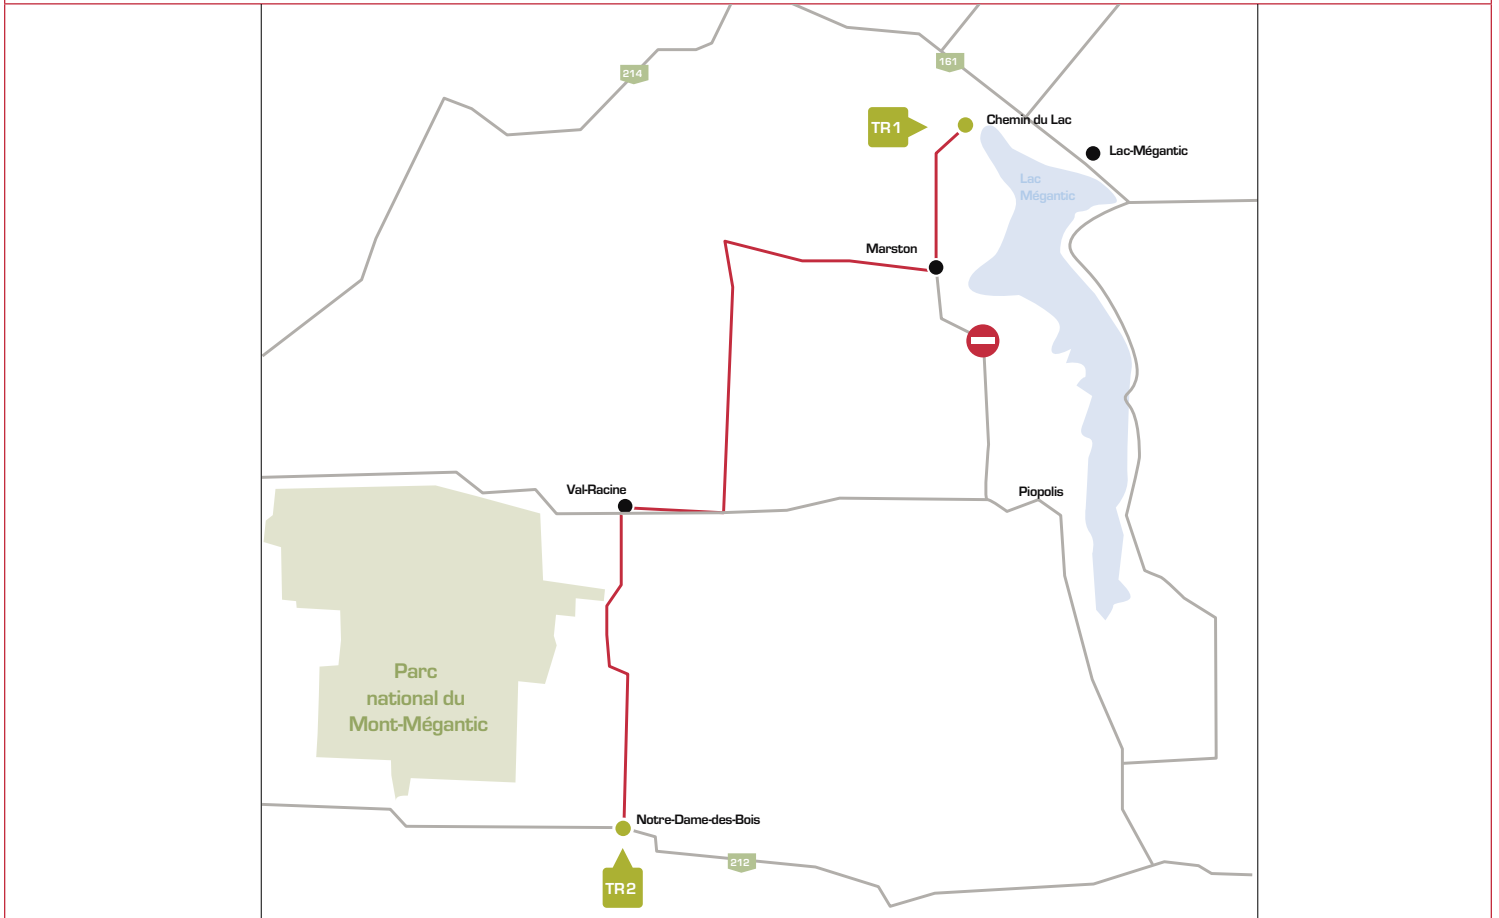 161
214
Chemin du Lac
TR1
Lac-Mégantic
Lac
Mégantic
Marston
Val-Racine
Piopolis
Parc
national du
Mont-Mégantic
Notre-Dame-des-Bois
212
TR2